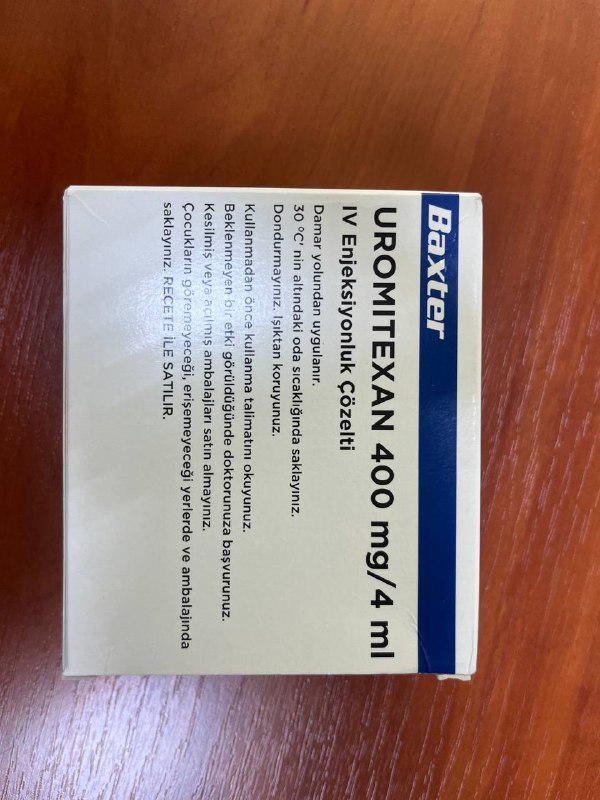 Baxter
UROMITEXAN 400 mg/4 ml
IV Enjeksiyonluk Çözelti
Damar yolundan uygulanır.
30 °C' nin altındaki oda sıcaklığında saklayınız.
Dondurmayınız. Işıktan koruyunuz.
Kullanmadan önce kullanma talimatını okuyunuz.
Beklenmeyen bir etki görüldüğünde doktorunuza başvurunuz.
Kesilmiş veya açılmış ambalajları satın almayınız.
Çocukların göremeyeceği, erişemeyeceği yerlerde ve ambalajında
saklayınız. REÇETE İLE SATILIR.